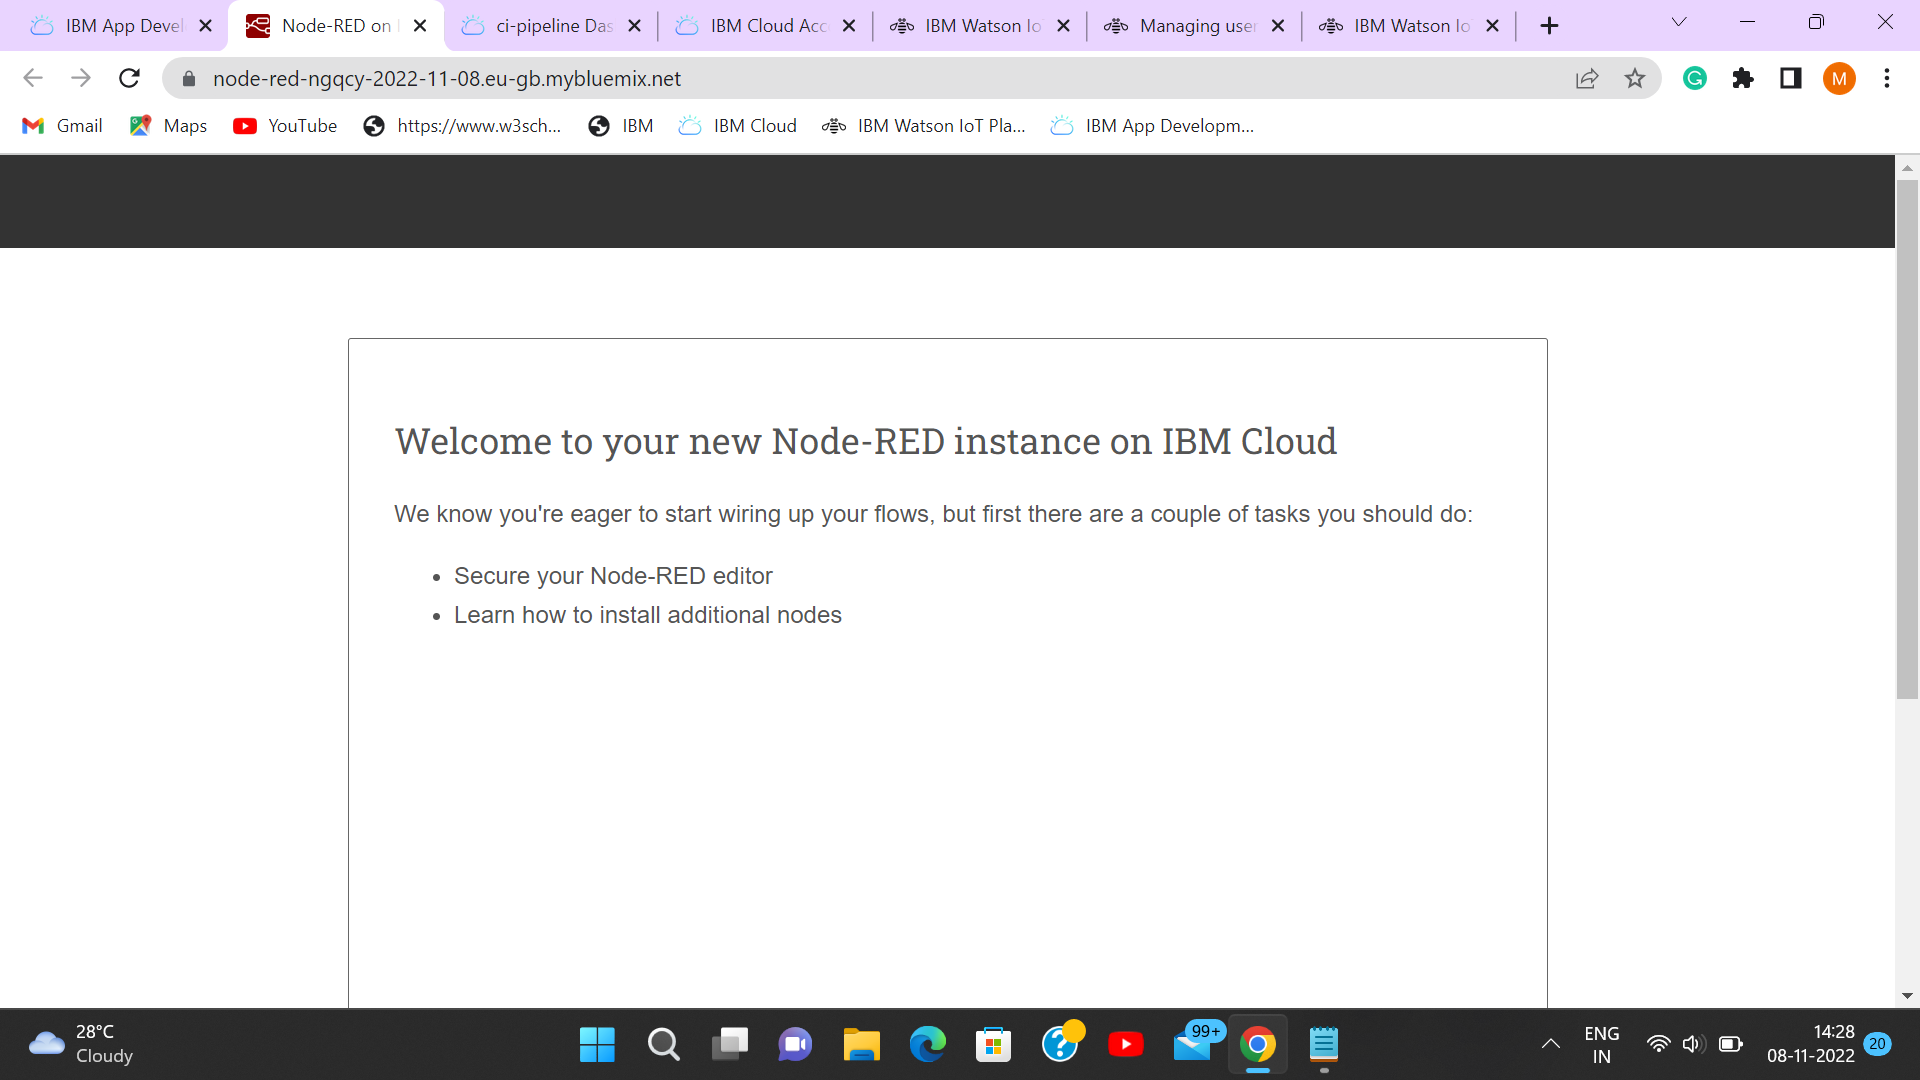 IBM App Devel
Node-RED on
ci-pipeline Das
IBM Cloud Acc
IBM Watson Io
Managing user
IBM Watson Io
node-red-ngqcy-2022-11-08.eu-gb.mybluemix.net
G
M
Gmail
Maps
YouTube
https://www.w3sch...
IBM
IBM Cloud
IBM Watson IoT Pla...
IBM App Developm...
Welcome to your new Node-RED instance on IBM Cloud
We know you're eager to start wiring up your flows, but first there are a couple of tasks you should do:
• Secure your Node-RED editor
• Learn how to install additional nodes
28°C
Cloudy
?
99+
ENG
IN
14:28
08-11-2022
20